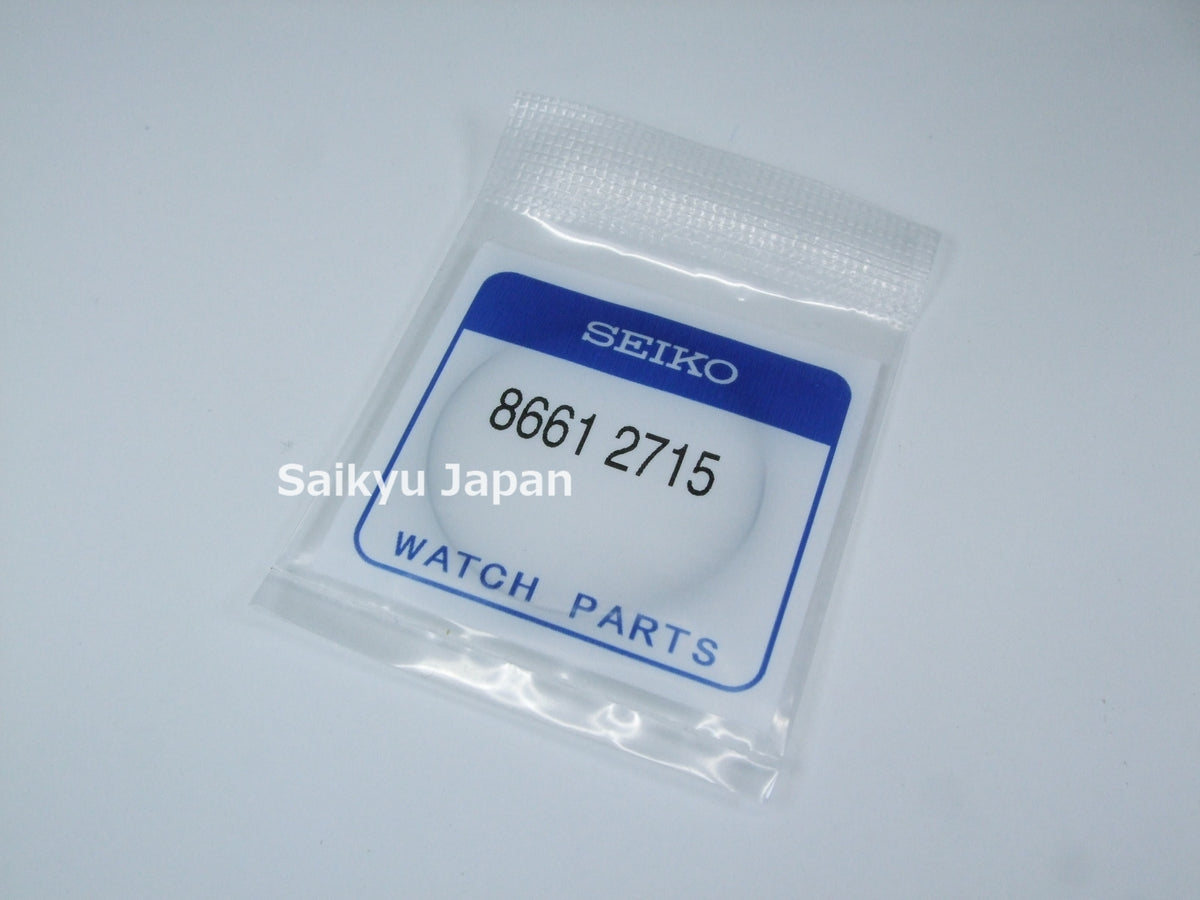 SEIKO
8661 2715
Saikyu Japan
WATCH PARTS